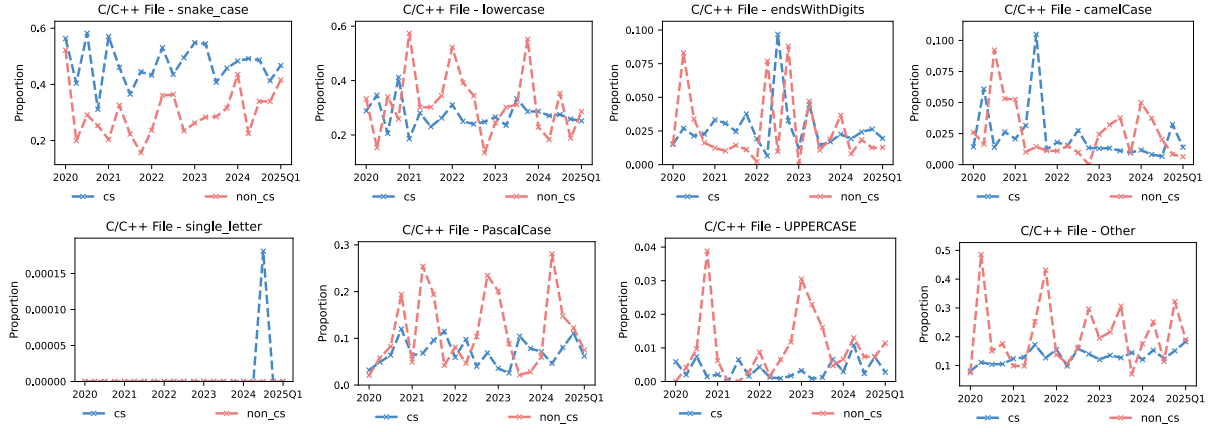 C/C++ File - snake_case
Proportion
0.6
0.4
0.2
2020 2021 2022 2023 2024 2025Q1
cs non_cs
C/C++ File - lowercase
Proportion
0.6
0.4
0.2
2020 2021 2022 2023 2024 2025Q1
cs non_cs
C/C++ File - endsWithDigits
Proportion
0.100
0.075
0.050
0.025
0.000
2020 2021 2022 2023 2024 2025Q1
cs non_cs
C/C++ File - camelCase
Proportion
0.100
0.075
0.050
0.025
0.000
2020 2021 2022 2023 2024 2025Q1
cs non_cs
C/C++ File - single_letter
Proportion
0.00015
0.00010
0.00005
0.00000
2020 2021 2022 2023 2024 2025Q1
cs non_cs
C/C++ File - PascalCase
Proportion
0.3
0.2
0.1
0.0
2020 2021 2022 2023 2024 2025Q1
cs non_cs
C/C++ File - UPPERCASE
Proportion
0.04
0.03
0.02
0.01
0.00
2020 2021 2022 2023 2024 2025Q1
cs non_cs
C/C++ File - Other
Proportion
0.5
0.4
0.3
0.2
0.1
2020 2021 2022 2023 2024 2025Q1
cs non_cs